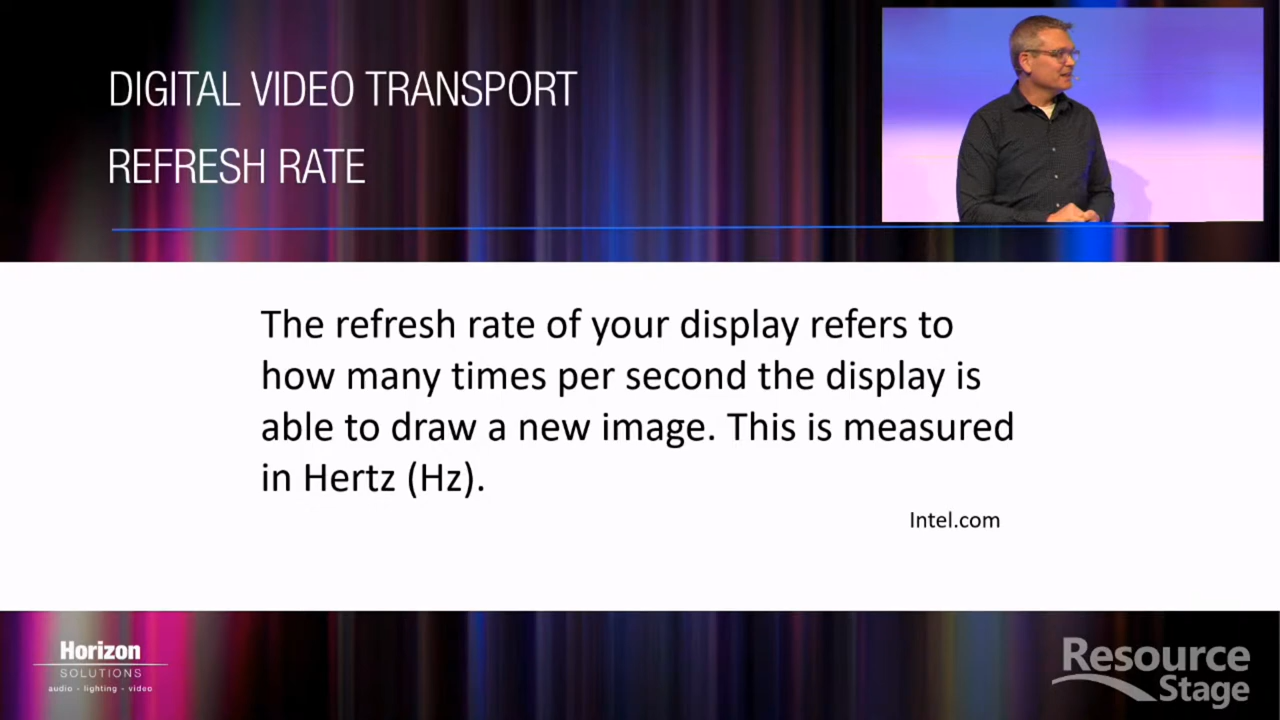 DIGITAL VIDEO TRANSPORT
REFRESH RATE
The refresh rate of your display refers to
how many times per second the display is
able to draw a new image. This is measured
in Hertz (Hz).
Intel.com
Horizon
SOLUTIONS
audio - lighting - video
Resource
Stage